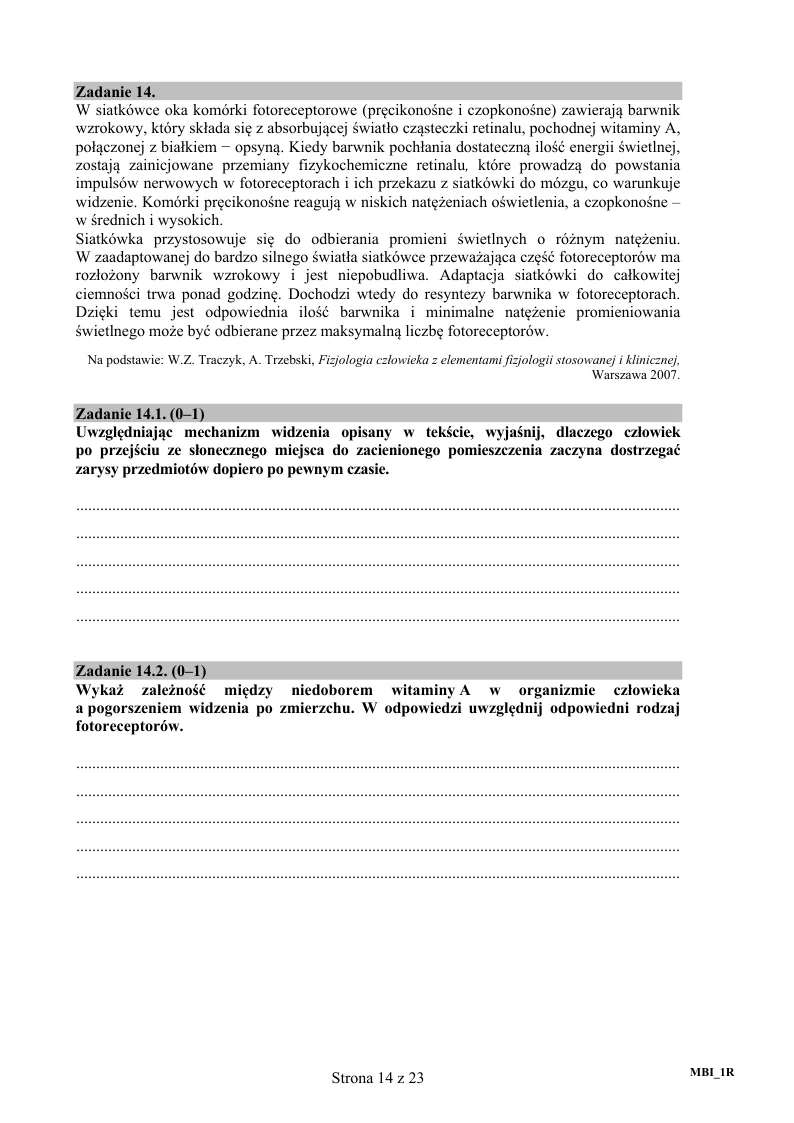 Zadanie 14.
W siatkówce oka komórki fotoreceptorowe (pręcikonośne i czopkonośne) zawierają barwnik
wzrokowy, który składa się z absorbującej światło cząsteczki retinalu, pochodnej witaminy A,
połączonej z białkiem − opsyną. Kiedy barwnik pochłania dostateczną ilość energii świetlnej,
zostają zainicjowane przemiany fizykochemiczne retinalu, które prowadzą do powstania
impulsów nerwowych w fotoreceptorach i ich przekazu z siatkówki do mózgu, co warunkuje
widzenie. Komórki pręcikonośne reagują w niskich natężeniach oświetlenia, a czopkonośne –
w średnich i wysokich.
Siatkówka przystosowuje się do odbierania promieni świetlnych o różnym natężeniu.
W zaadaptowanej do bardzo silnego światła siatkówce przeważająca część fotoreceptorów ma
rozłożony barwnik wzrokowy i jest niepobudliwa. Adaptacja siatkówki do całkowitej
ciemności trwa ponad godzinę. Dochodzi wtedy do resyntezy barwnika w fotoreceptorach.
Dzięki temu jest odpowiednia ilość barwnika i minimalne natężenie promieniowania
świetlnego może być odbierane przez maksymalną liczbę fotoreceptorów.
Na podstawie: W.Z. Traczyk, A. Trzebski, Fizjologia człowieka z elementami fizjologii stosowanej i klinicznej,
Warszawa 2007.
Zadanie 14.1. (0–1)
Uwzględniając mechanizm widzenia opisany w tekście, wyjaśnij, dlaczego człowiek
po przejściu ze słonecznego miejsca do zacienionego pomieszczenia zaczyna dostrzegać
zarysy przedmiotów dopiero po pewnym czasie.
Zadanie 14.2. (0–1)
Wykaż zależność między niedoborem witaminy A w organizmie człowieka
a pogorszeniem widzenia po zmierzchu. W odpowiedzi uwzględnij odpowiedni rodzaj
fotoreceptorów.
Strona 14 z 23
MBI_1R